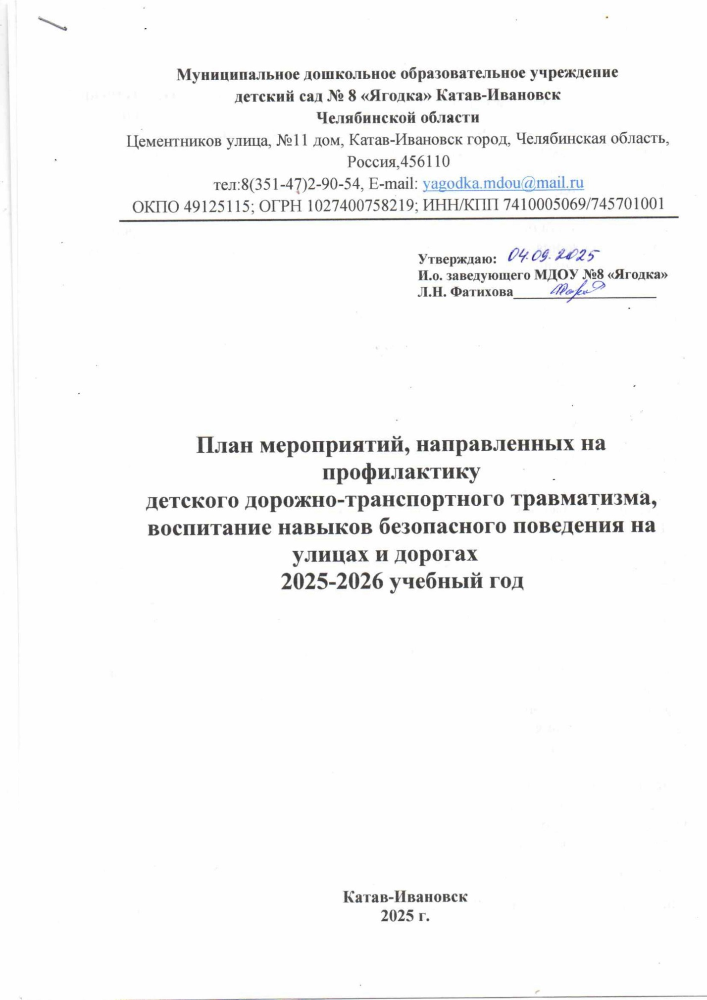 Муниципальное дошкольное образовательное учреждение
детский сад № 8 «Ягодка» Катав-Ивановск
Челябинской области
Цементников улица, №11 дом, Катав-Ивановск город, Челябинская область,
Россия,456110
тел:8(351-47)2-90-54, E-mail: yagodka.mdou@mail.ru
ОКПО 49125115; ОГРН 1027400758219; ИНН/КПП 7410005069/745701001
Утверждаю: 04.09.2025
И.о. заведующего МДОУ №8 «Ягодка»
Л.Н. Фатихова
План мероприятий, направленных на
профилактику
детского дорожно-транспортного травматизма,
воспитание навыков безопасного поведения на
улицах и дорогах
2025-2026 учебный год
Катав-Ивановск
2025 г.